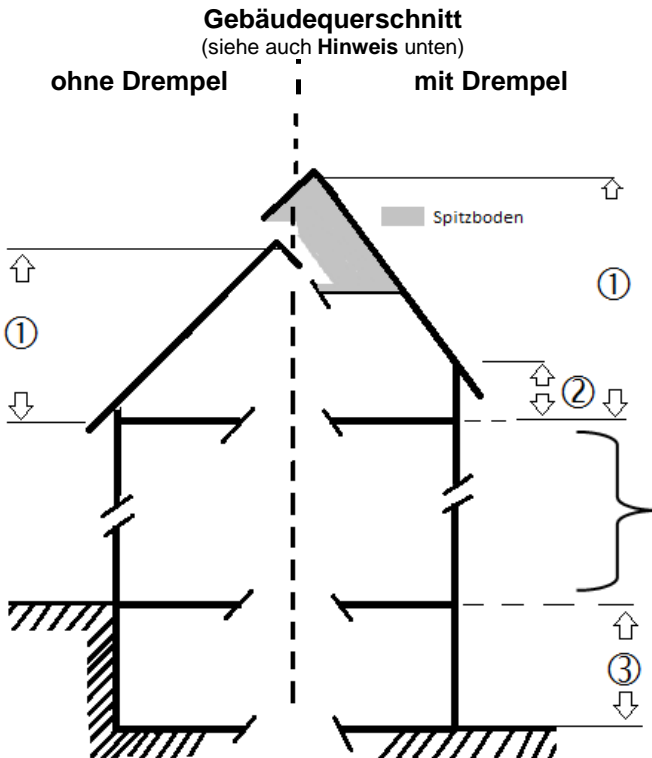 Gebäudequerschnitt
(siehe auch Hinweis unten)
ohne Drempel mit Drempel
Spitzboden
①
①
②
③